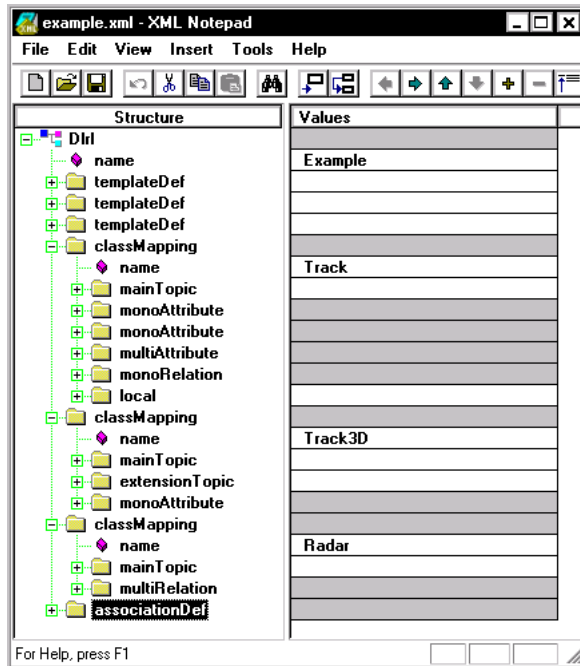 example.xml - XML Notepad
File Edit View Insert Tools Help
Structure Values
Dlrl
name Example
templateDef
templateDef
templateDef
classMapping
name Track
mainTopic
monoAttribute
monoAttribute
multiAttribute
monoRelation
local
classMapping
name Track3D
mainTopic
extensionTopic
monoAttribute
classMapping
name Radar
mainTopic
multiRelation
associationDef
For Help, press F1